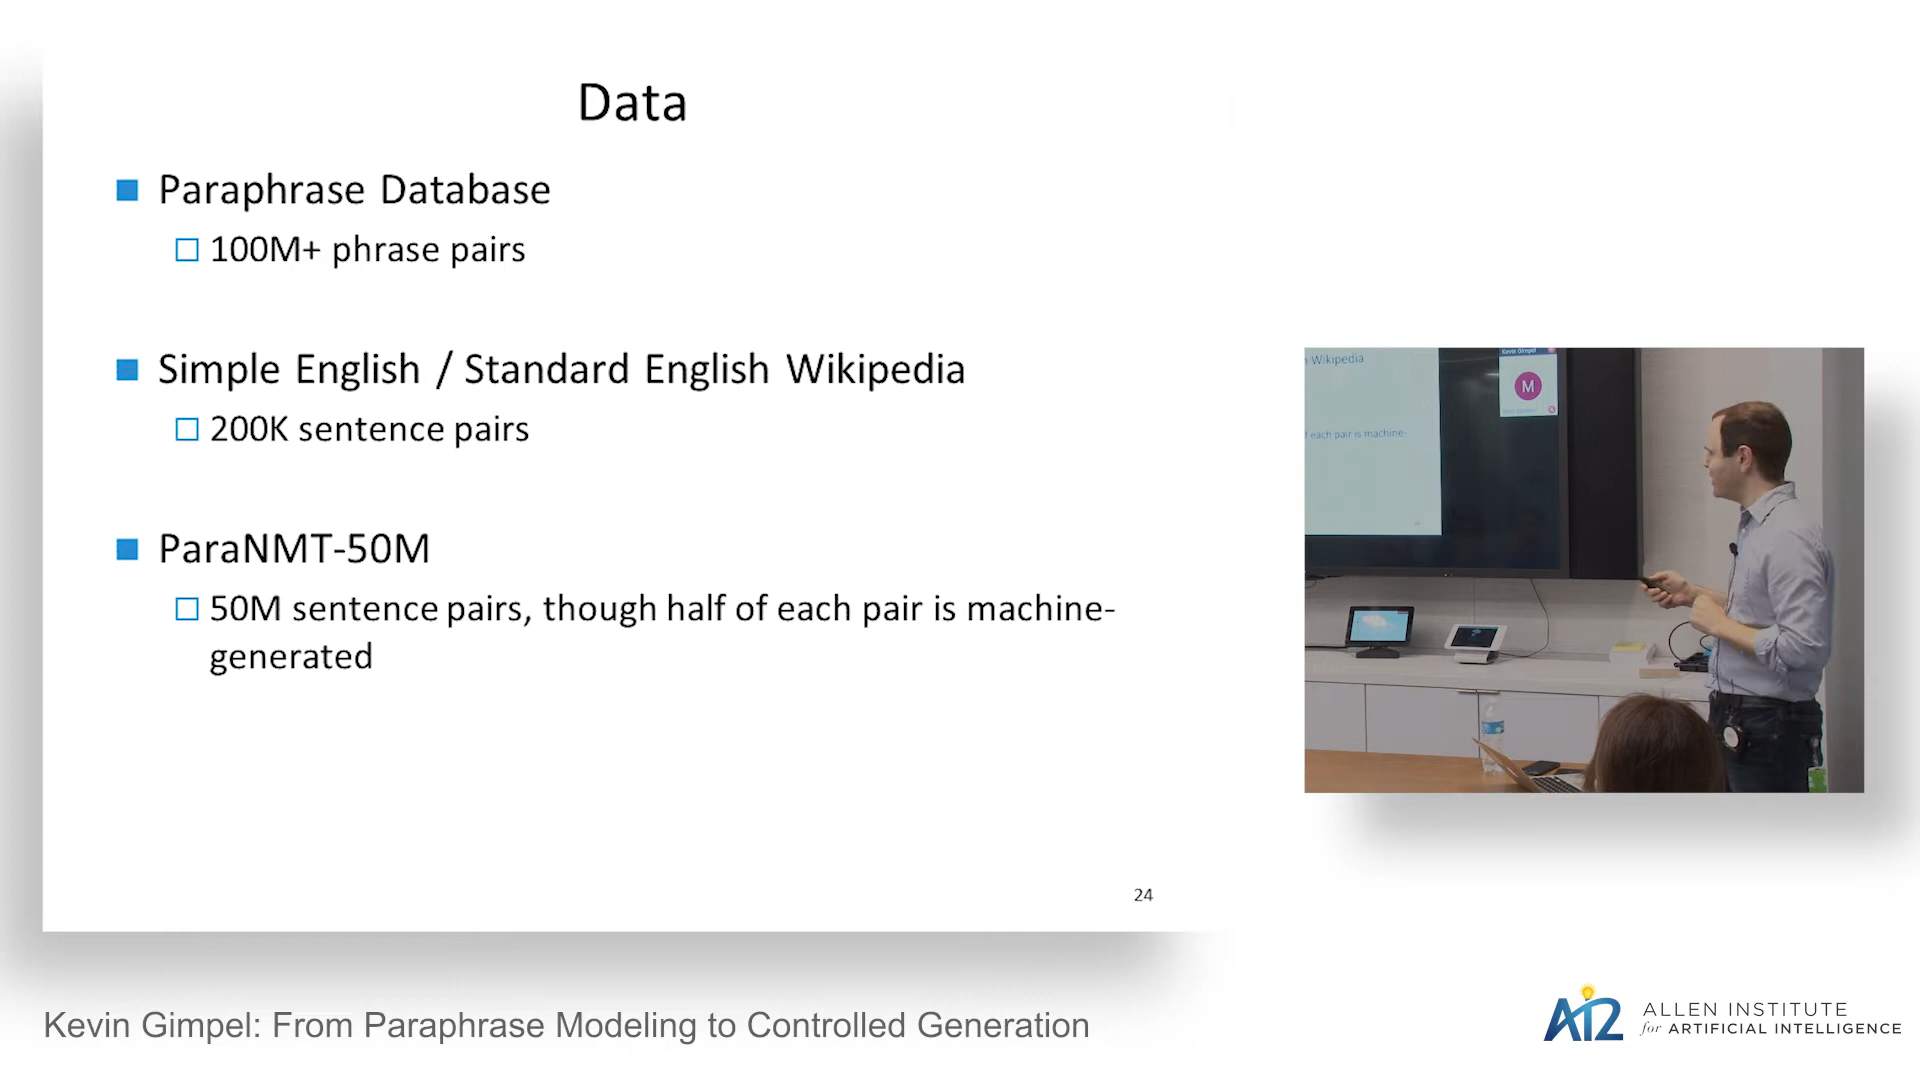 Data
Paraphrase Database
100M+ phrase pairs
Simple English / Standard English Wikipedia
200K sentence pairs
ParaNMT-50M
50M sentence pairs, though half of each pair is machine-
generated
24
Wikipedia
Kevin Gimpel
M
each pair is machine-
Kevin Gimpel: From Paraphrase Modeling to Controlled Generation
AI2
ALLEN INSTITUTE
for ARTIFICIAL INTELLIGENCE